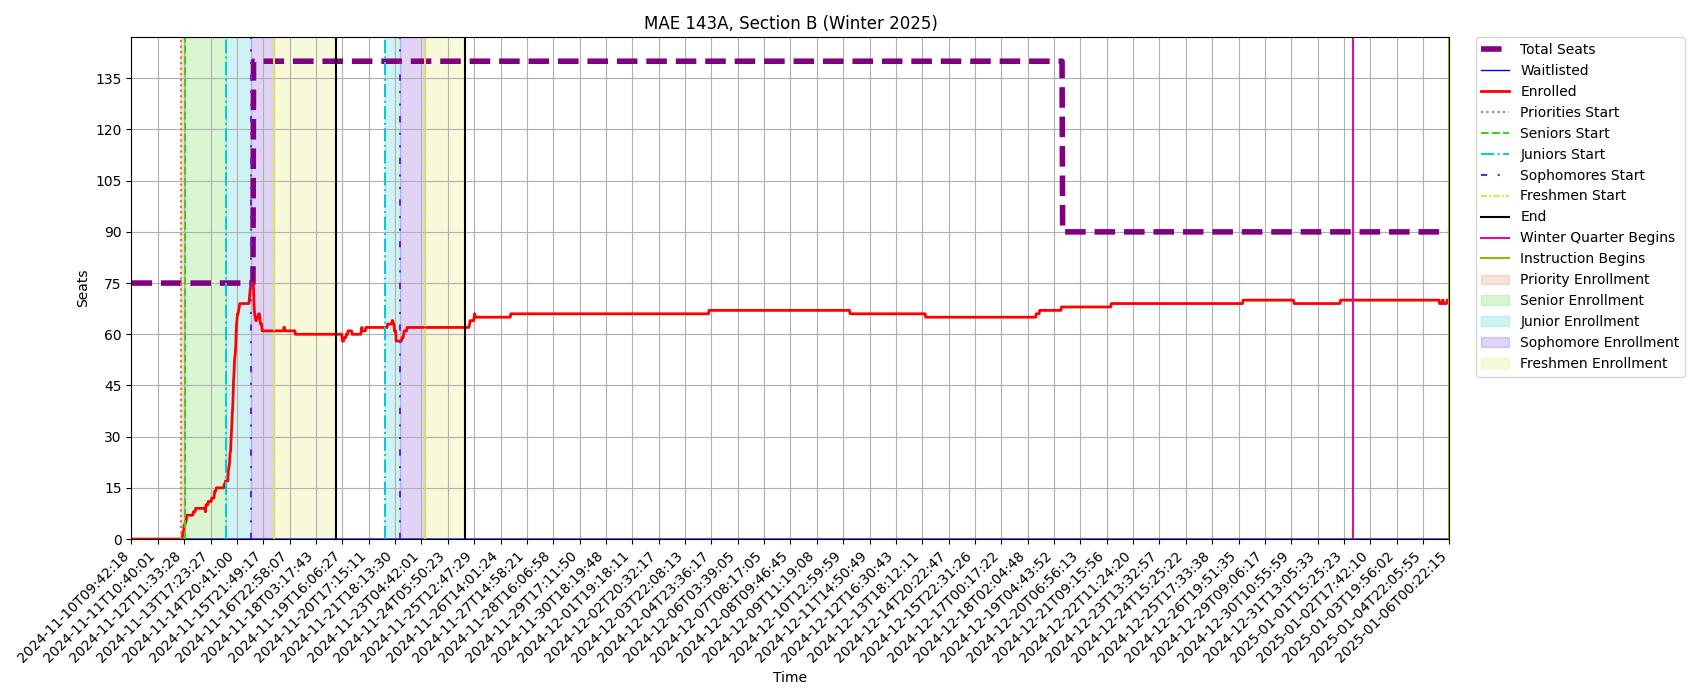 MAE 143A, Section B (Winter 2025)
Seats
135
120
105
90
75
60
45
30
15
0
2024-11-10T09:42:18
2024-11-11T10:40:01
2024-11-12T11:33:28
2024-11-13T17:23:27
2024-11-14T20:41:00
2024-11-15T21:49:17
2024-11-16T22:58:07
2024-11-18T03:17:43
2024-11-19T16:06:27
2024-11-20T17:15:11
2024-11-21T18:13:30
2024-11-23T04:42:01
2024-11-24T05:50:23
2024-11-25T12:47:29
2024-11-26T14:01:24
2024-11-27T14:58:21
2024-11-28T16:06:58
2024-11-29T17:11:50
2024-11-30T18:19:48
2024-12-01T19:18:11
2024-12-02T20:32:17
2024-12-03T22:08:13
2024-12-04T23:36:17
2024-12-06T03:39:05
2024-12-07T08:17:05
2024-12-08T09:46:45
2024-12-09T11:19:08
2024-12-10T12:59:59
2024-12-11T14:50:49
2024-12-12T16:30:43
2024-12-13T18:12:11
2024-12-14T20:22:47
2024-12-15T22:31:26
2024-12-17T00:17:22
2024-12-18T02:04:48
2024-12-19T04:43:52
2024-12-20T06:56:13
2024-12-21T09:15:56
2024-12-22T11:24:20
2024-12-23T13:32:57
2024-12-24T15:25:22
2024-12-25T17:33:38
2024-12-26T19:51:35
2024-12-29T09:06:17
2024-12-30T10:55:59
2024-12-31T13:05:33
2025-01-01T15:25:23
2025-01-02T17:42:10
2025-01-03T19:56:02
2025-01-04T22:05:55
2025-01-06T00:22:15
Time
Total Seats
Waitlisted
Enrolled
Priorities Start
Seniors Start
Juniors Start
Sophomores Start
Freshmen Start
End
Winter Quarter Begins
Instruction Begins
Priority Enrollment
Senior Enrollment
Junior Enrollment
Sophomore Enrollment
Freshmen Enrollment